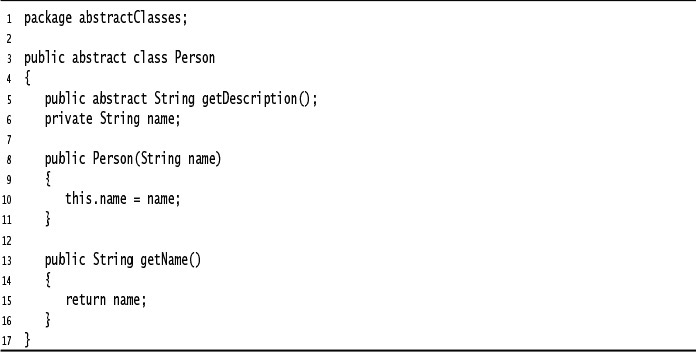 1 package abstractClasses;
2
3 public abstract class Person
4 {
5    public abstract String getDescription();
6    private String name;
7
8    public Person(String name)
9    {
10       this.name = name;
11    }
12
13    public String getName()
14    {
15       return name;
16    }
17 }